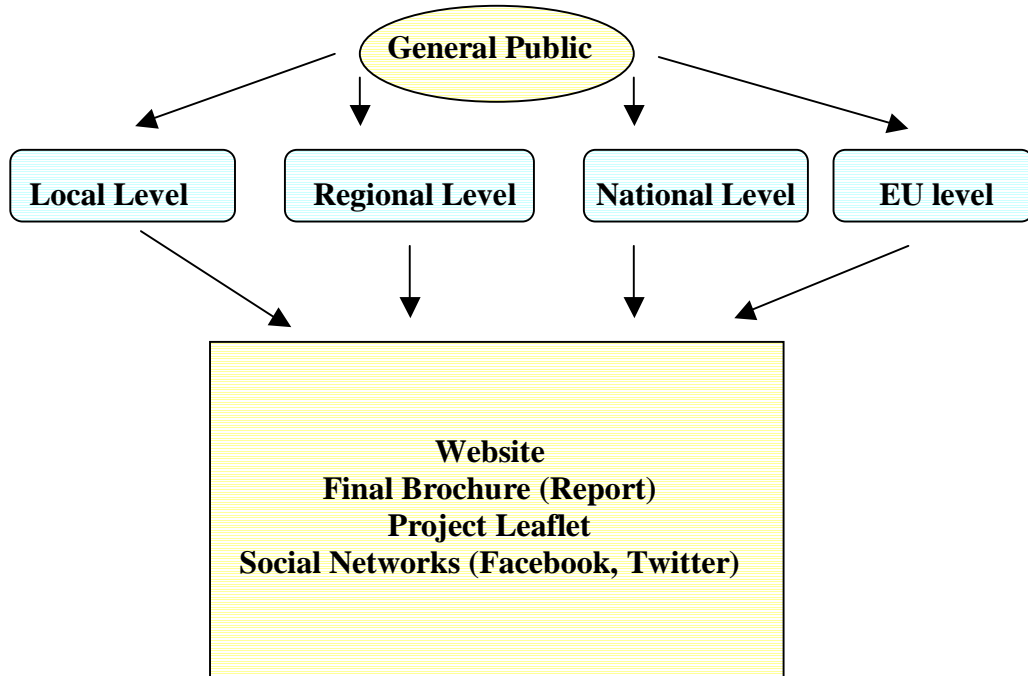 General Public
Local Level
Regional Level
National Level
EU level
Website
Final Brochure (Report)
Project Leaflet
Social Networks (Facebook, Twitter)